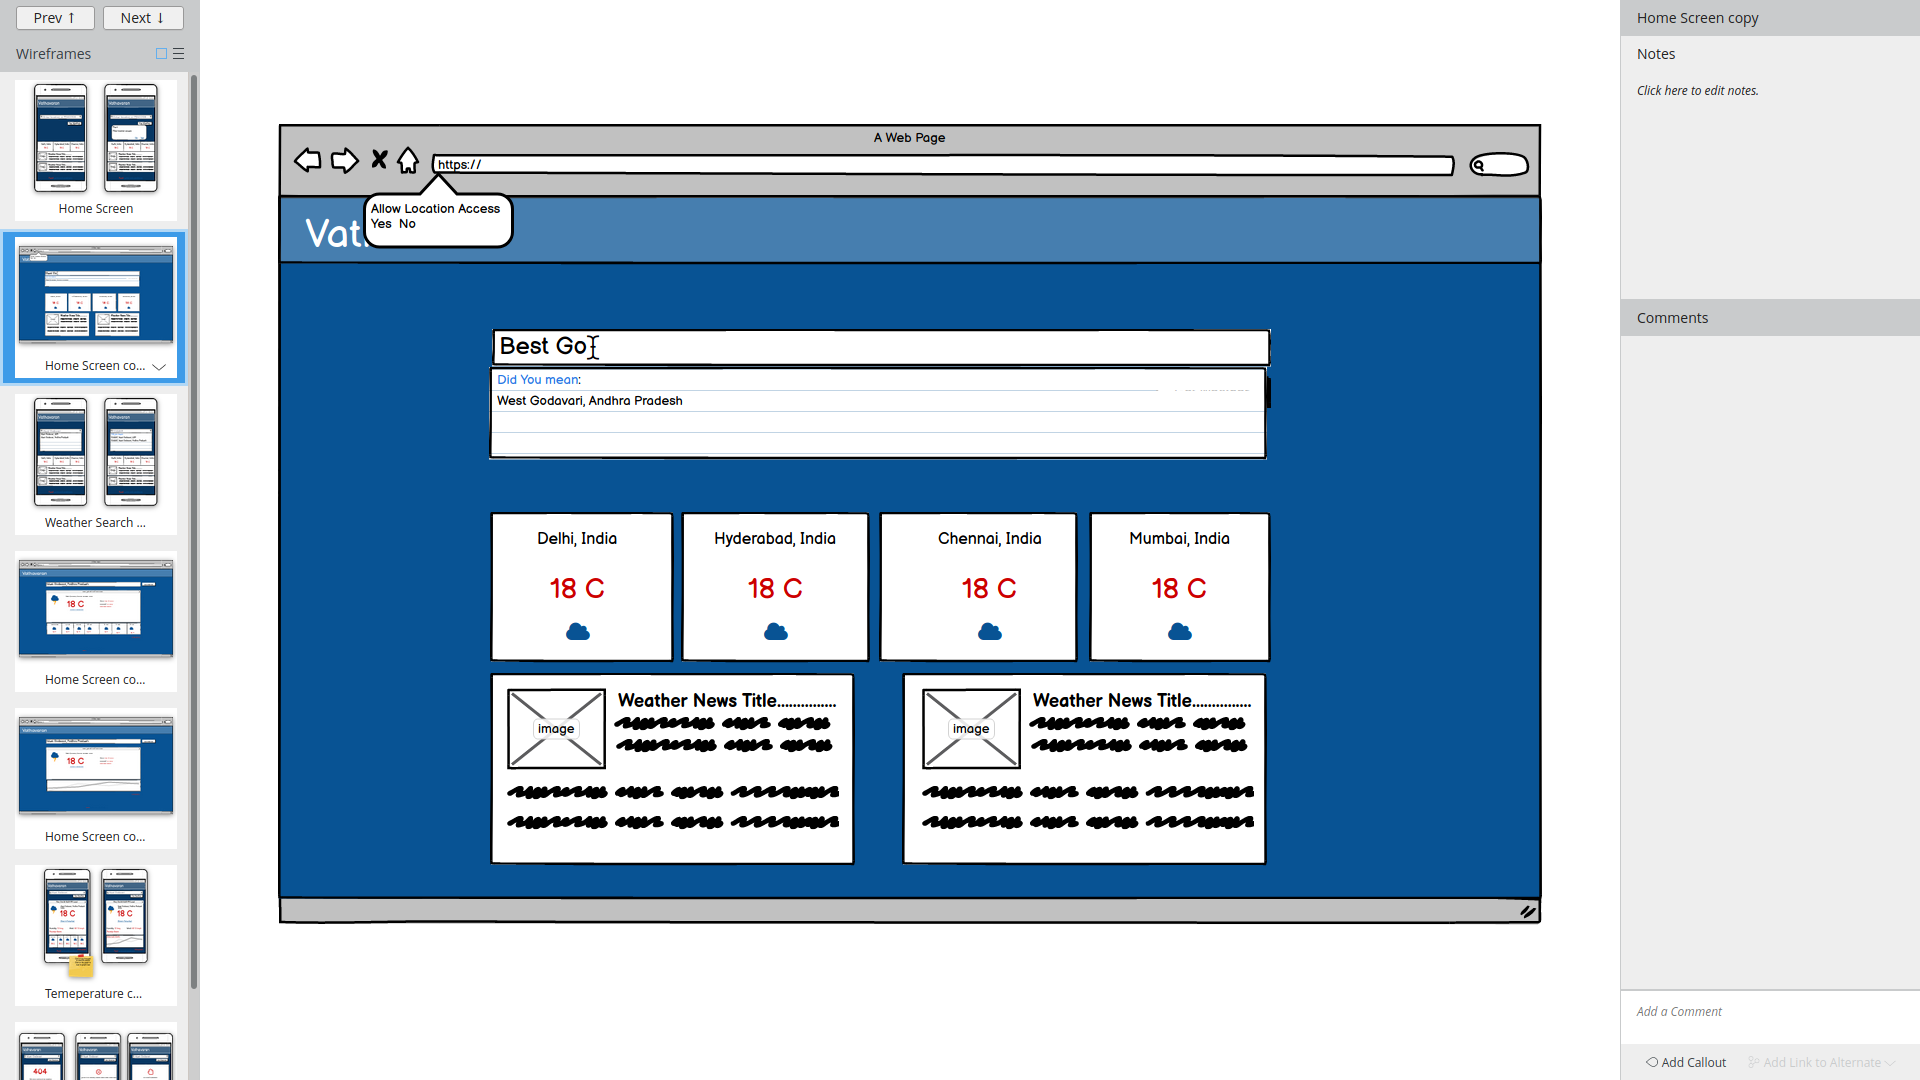 Prev ↑ Next ↓
Wireframes
Home Screen
Home Screen co...
Weather Search ...
Home Screen co...
Home Screen co...
Temeperature c...
404
A Web Page
https://
Allow Location Access
Yes No
Best Go
Did You mean:
West Godavari, Andhra Pradesh
Delhi, India
18 C
Hyderabad, India
18 C
Chennai, India
18 C
Mumbai, India
18 C
image
Weather News Title...............
image
Weather News Title...............
Home Screen copy
Notes
Click here to edit notes.
Comments
Add a Comment
Add Callout
Add Link to Alternate